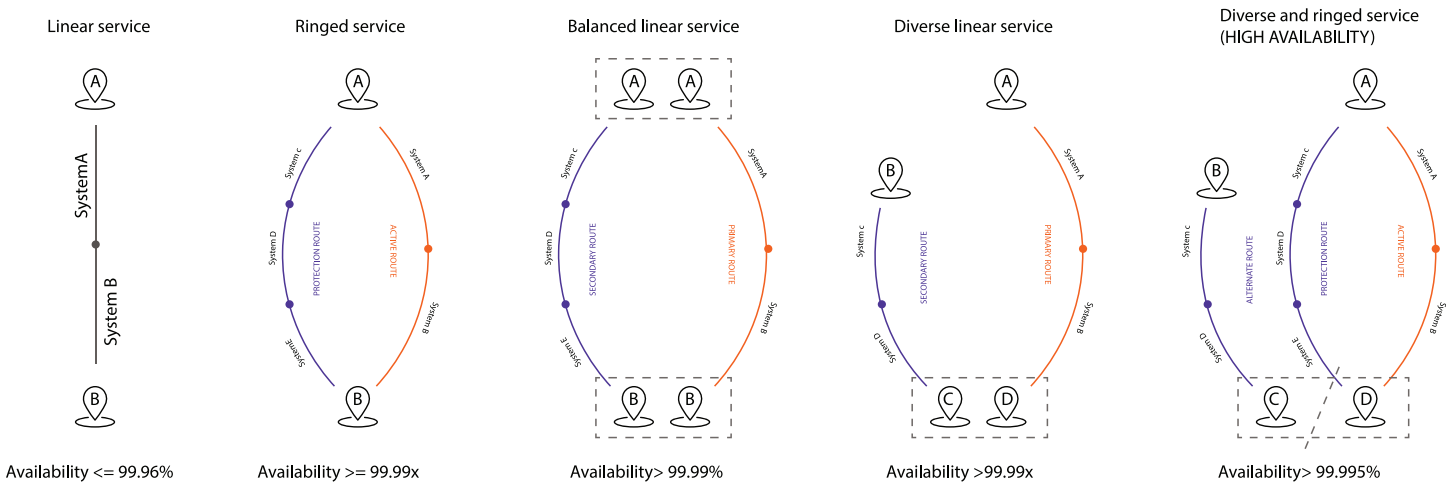 Linear service
A
SystemA
System B
B
Availability <= 99.96%
Ringed service
A
System c
System A
System D
PROTECTION ROUTE
ACTIVE ROUTE
SystemE
System B
B
Availability >= 99.99x
Balanced linear service
A A
System c
SystemA
System D
SECONDARY ROUTE
PRIMARY ROUTE
System E
System B
B B
Availability> 99.99%
Diverse linear service
A
System A
B
System c
SECONDARY ROUTE
PRIMARY ROUTE
System D
System B
C D
Availability >99.99x
Diverse and ringed service
(HIGH AVAILABILITY)
A
System c
System A
B
System c
ALTERNATE ROUTE
System D
PROTECTION ROUTE
ACTIVE ROUTE
System D
System E
System B
C D
Availability> 99.995%